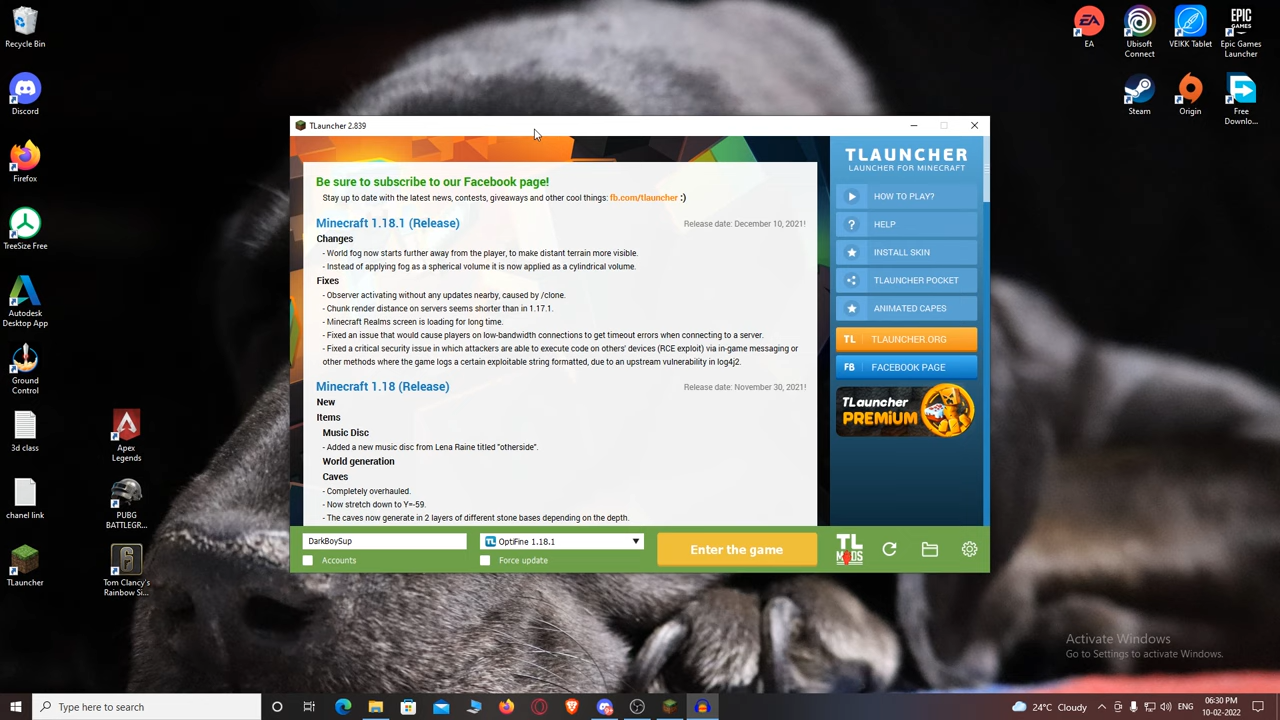 Recycle Bin
Discord
Firefox
TreeSize Free
Autodesk
Desktop App
Ground
Control
3d class
chanel link
TLauncher
Apex
Legends
PUBG
BATTLEGR...
Tom Clancy's
Rainbow Si...
EA
EA
Ubisoft
Connect
VEIKK Tablet
EPIC
GAMES
Epic Games
Launcher
Steam
Origin
Free
Downlo...
TLauncher 2.839
Be sure to subscribe to our Facebook page!
Stay up to date with the latest news, contests, giveaways and other cool things: fb.com/tlauncher :)
Minecraft 1.18.1 (Release)
Release date: December 10, 2021!
Changes
- World fog now starts further away from the player, to make distant terrain more visible.
- Instead of applying fog as a spherical volume it is now applied as a cylindrical volume.
Fixes
- Observer activating without any updates nearby, caused by /clone.
- Chunk render distance on servers seems shorter than in 1.17.1.
- Minecraft Realms screen is loading for long time.
- Fixed an issue that would cause players on low-bandwidth connections to get timeout errors when connecting to a server.
- Fixed a critical security issue in which attackers are able to execute code on others' devices (RCE exploit) via in-game messaging or
other methods where the game logs a certain exploitable string formatted, due to an upstream vulnerability in log4j2.
Minecraft 1.18 (Release)
Release date: November 30, 2021!
New
Items
Music Disc
- Added a new music disc from Lena Raine titled "otherside".
World generation
Caves
- Completely overhauled.
- Now stretch down to Y=-59.
- The caves now generate in 2 layers of different stone bases depending on the depth.
TLAUNCHER
LAUNCHER FOR MINECRAFT
HOW TO PLAY?
? HELP
INSTALL SKIN
TLAUNCHER POCKET
ANIMATED CAPES
TL TLAUNCHER.ORG
FB FACEBOOK PAGE
TLauncher
PREMIUM
DarkBoySup
TL OptiFine 1.18.1
Enter the game
TL
MODS
Accounts
Force update
Activate Windows
Go to Settings to activate Windows.
Type here to search
24°C Cloudy
ENG
06:30 PM
10-02-2022